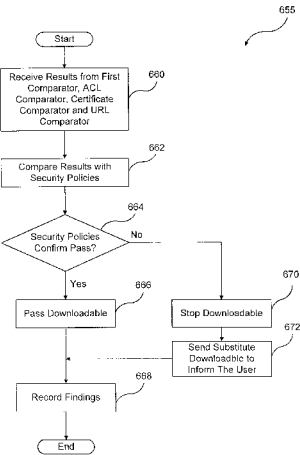 655
Start
Receive Results from First
Comparator, ACL
Comparator, Certificate
Comparator and URL
Comparator
660
Compare Results with
Security Policies
662
Security Policies
Confirm Pass?
664
No
Yes
Pass Downloadable
666
Stop Downloadable
670
Send Substitute
Downloadble to
Inform The User
672
Record Findings
668
End